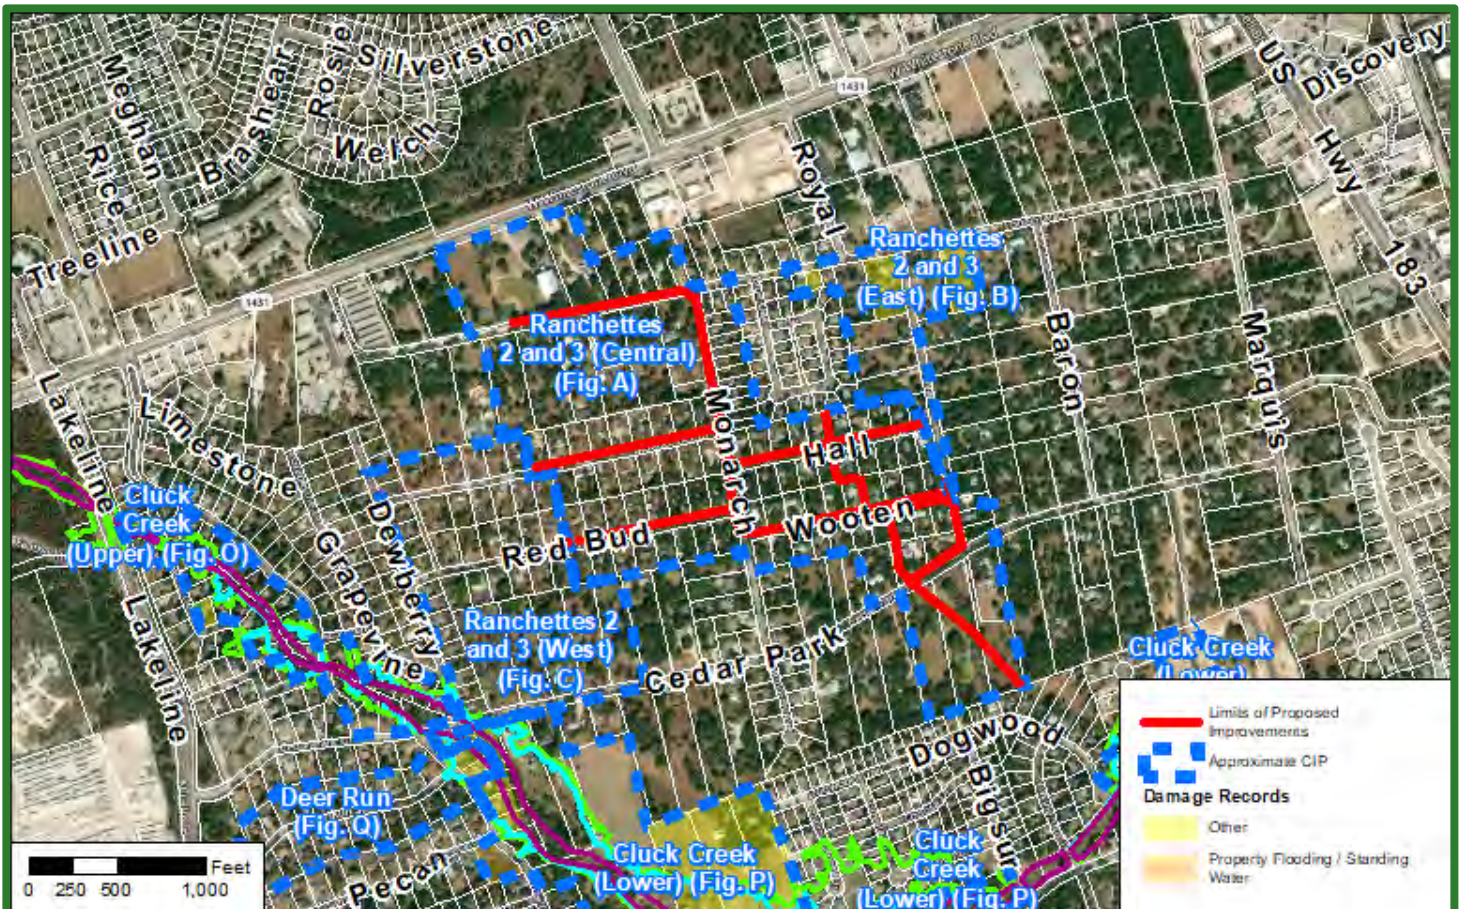 Silverstone
Rosie
Meghan
Brashear
Welch
Rice
Treeline
1431
Royal
US
Hwy
183
Discovery
1431
Ranchettes
2 and 3
(East) (Fig. B)
Ranchettes
2 and 3 (Central)
(Fig. A)
Baron
Marquis
Lakeline
Limestone
Monarch
Hall
Cluck
Creek
(Upper) (Fig. O)
Dewberry
Grapevine
Red Bud
Wooten
Lakeline
Ranchettes 2
and 3 (West)
(Fig. C)
Cedar Park
Cluck Creek
(Lower)
Dogwood
Bigsur
Deer Run
(Fig. Q)
Pecan
Cluck Creek
(Lower) (Fig. P)
Cluck
Creek
(Lower) (Fig. P)
Feet
0 250 500 1,000
Limits of Proposed
Improvements
Approximate CIP
Damage Records
Other
Property Flooding / Standing
Water